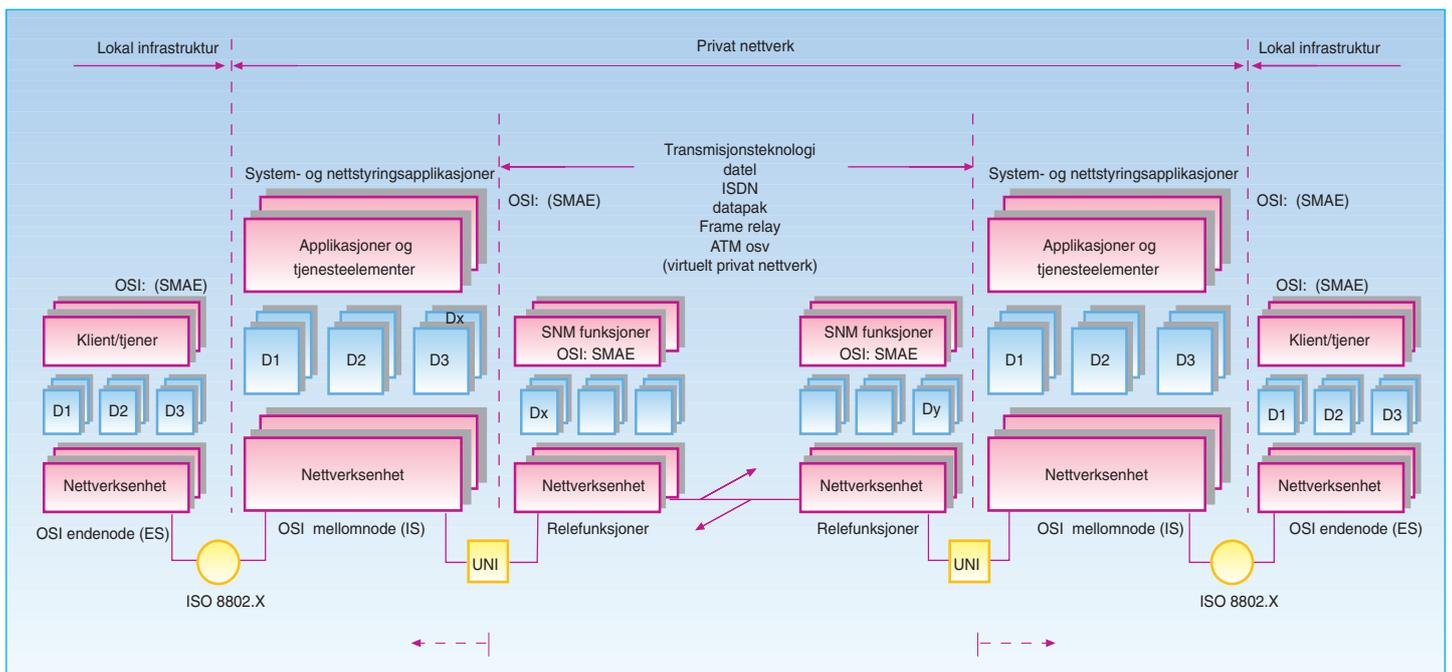 Lokal infrastruktur
Privat nettverk
Lokal infrastruktur
Transmisjonsteknologi
datel
ISDN
datapak
Frame relay
ATM osv
(virtuelt privat nettverk)
System- og nettstyringsapplikasjoner
OSI: (SMAE)
System- og nettstyringsapplikasjoner
OSI: (SMAE)
Applikasjoner og
tjenesteelementer
Applikasjoner og
tjenesteelementer
OSI: (SMAE)
OSI: (SMAE)
Klient/tjener
Dx
D1
D2
D3
SNM funksjoner
OSI: SMAE
SNM funksjoner
OSI: SMAE
D1
D2
D3
Klient/tjener
D1
D2
D3
Dx
Dy
D1
D2
D3
Nettverksenhet
Nettverksenhet
Nettverksenhet
Nettverksenhet
Nettverksenhet
Nettverksenhet
OSI endenode (ES)
OSI mellomnode (IS)
Relefunksjoner
Relefunksjoner
OSI mellomnode (IS)
OSI endenode (ES)
UNI
UNI
ISO 8802.X
ISO 8802.X